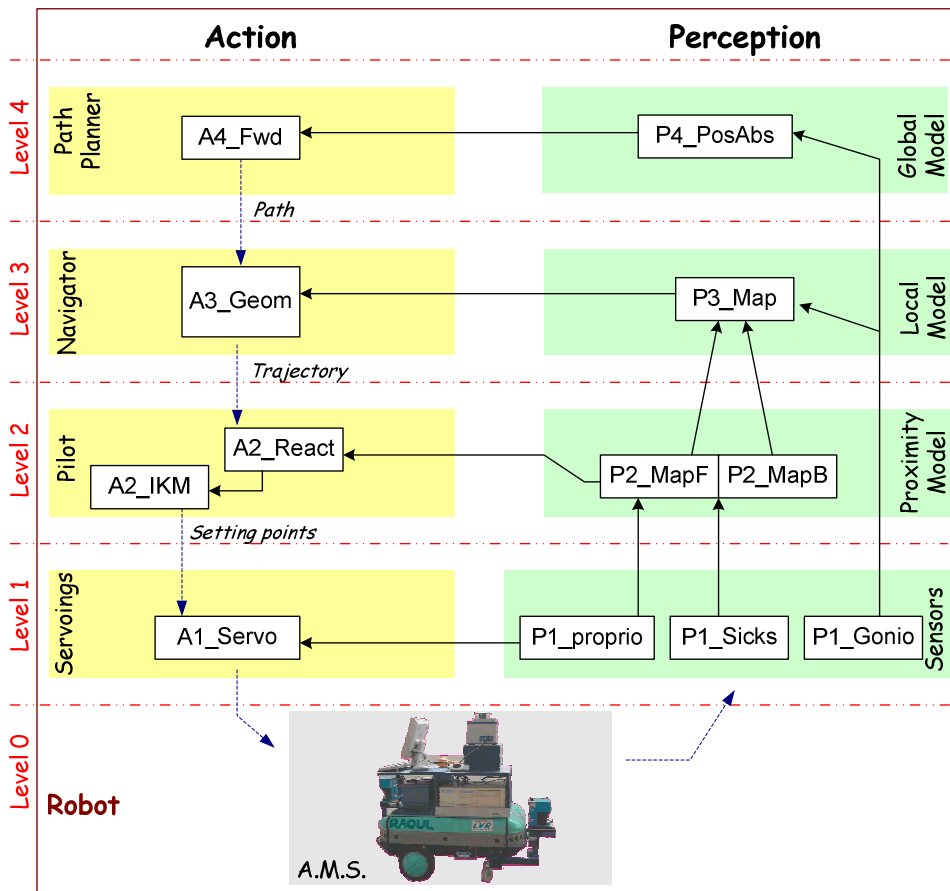 Action
Perception
Level 4
Path
Planner
A4_Fwd
P4_PosAbs
Global
Model
Path
Level 3
Navigator
A3_Geom
P3_Map
Local
Model
Trajectory
Level 2
Pilot
A2_React
A2_IKM
P2_MapF
P2_MapB
Proximity
Model
Setting points
Level 1
Servoings
A1_Servo
P1_proprio
P1_Sicks
P1_Gonio
Sensors
Level 0
Robot
RAOUL
LVR
A.M.S.